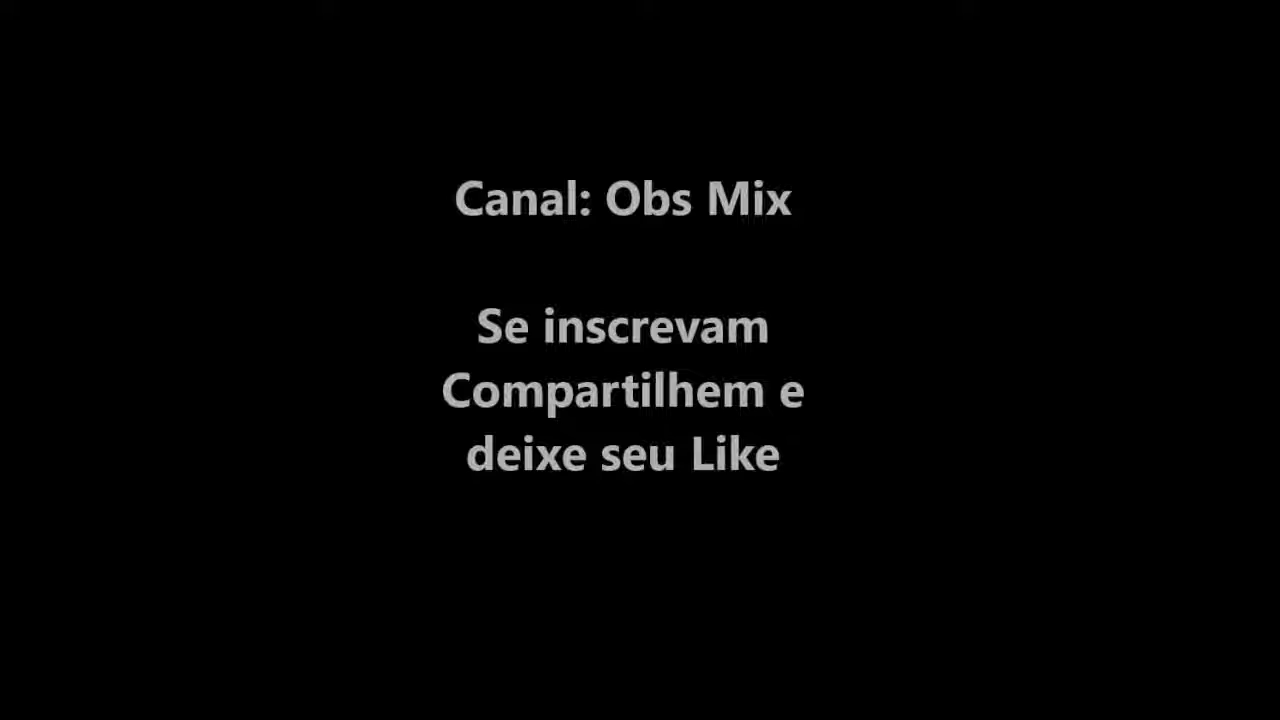 Canal: Obs Mix
Se inscrevam
Compartilhem e
deixe seu Like